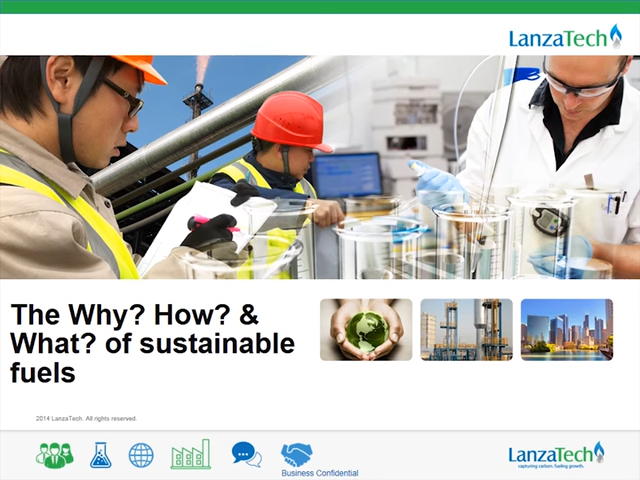 LanzaTech
The Why? How? &
What? of sustainable
fuels
2014 LanzaTech. All rights reserved.
Business Confidential
LanzaTech
capturing carbon. fueling growth.